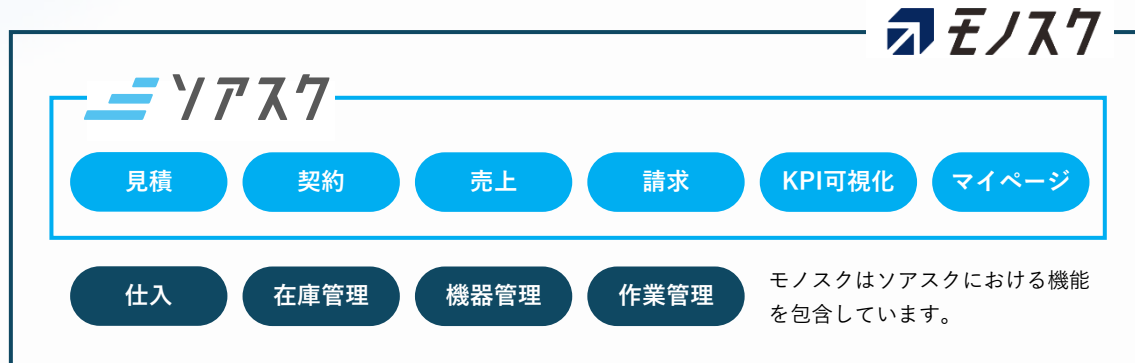 モノスク
ソアスク
見積
契約
売上
請求
KPI可視化
マイページ
仕入
在庫管理
機器管理
作業管理
モノスクはソアスクにおける機能
を包含しています。